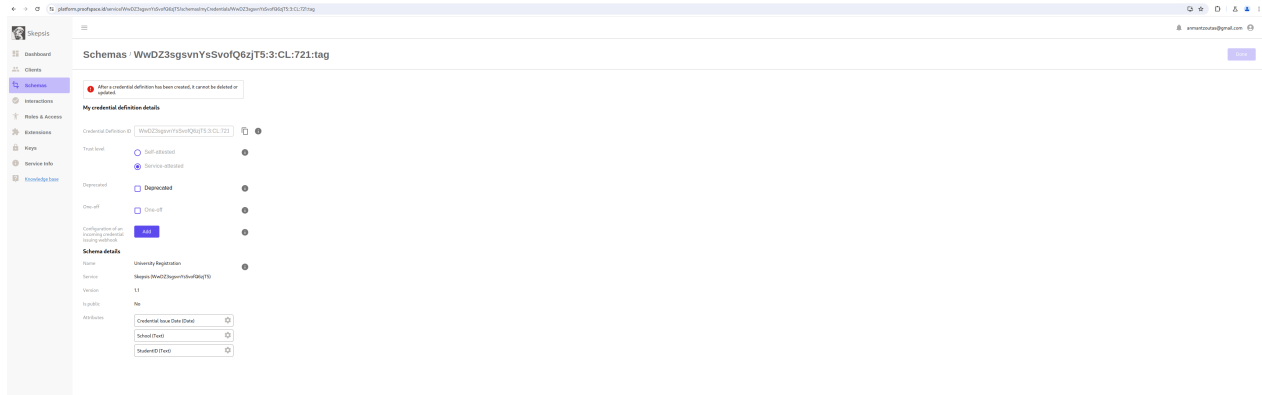 platform.proofspace.id/service/WwDZ3sgsvnYsSvofQ6zjT5/schema/myCredentials/WwDZ3sgsvnYsSvofQ6zjT5:3:CL:721:tag
Skepsis
anmantzoutas@gmail.com
Dashboard
Clients
Schemas
Interactions
Roles & Access
Extensions
Keys
Service Info
Knowledge base
Schemas / WwDZ3sgsvnYsSvofQ6zjT5:3:CL:721:tag
Save
After a credential definition has been created, it cannot be deleted or
updated.
My credential definition details
Credential Definition ID WwDZ3sgsvnYsSvofQ6zjT5:3:CL:721
Trust level
Self-attested
Service-attested
Deprecated Deprecated
One-off One-off
Configuration of an
incoming credential
issuing webhook
Add
Schema details
Name University Registration
Service Skepsis (WwDZ3sgsvnYsSvofQ6zjT5)
Version 1.1
Is public No
Attributes
Credential Issue Date (Date)
School (Text)
StudentID (Text)